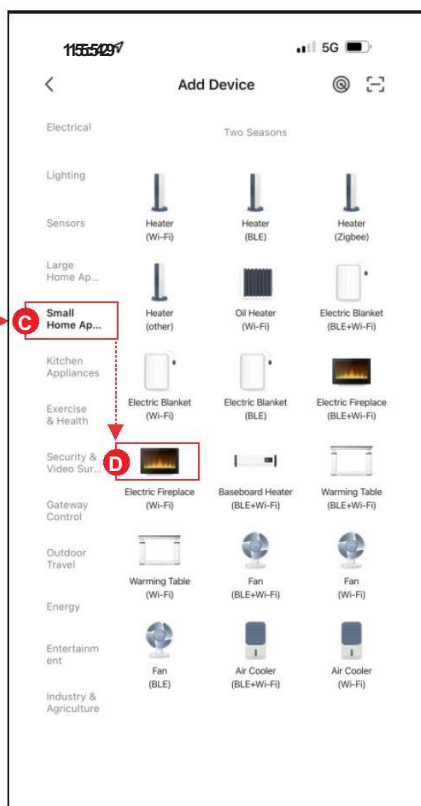 5G
Add Device
Electrical
Two Seasons
Lighting
Sensors
Heater
(Wi-Fi)
Heater
(BLE)
Heater
(Zigbee)
Large
Home Ap...
C
Small
Home Ap...
Heater
(other)
Oil Heater
(Wi-Fi)
Electric Blanket
(BLE+Wi-Fi)
Kitchen
Appliances
Exercise
& Health
Electric Blanket
(Wi-Fi)
Electric Blanket
(BLE)
Electric Fireplace
(BLE+Wi-Fi)
Security &
Video Sur...
D
Electric Fireplace
(Wi-Fi)
Baseboard Heater
(BLE+Wi-Fi)
Warming Table
(BLE+Wi-Fi)
Gateway
Control
Outdoor
Travel
Warming Table
(Wi-Fi)
Fan
(BLE+Wi-Fi)
Fan
(Wi-Fi)
Energy
Entertainm
ent
Fan
(BLE)
Air Cooler
(BLE+Wi-Fi)
Air Cooler
(Wi-Fi)
Industry &
Agriculture